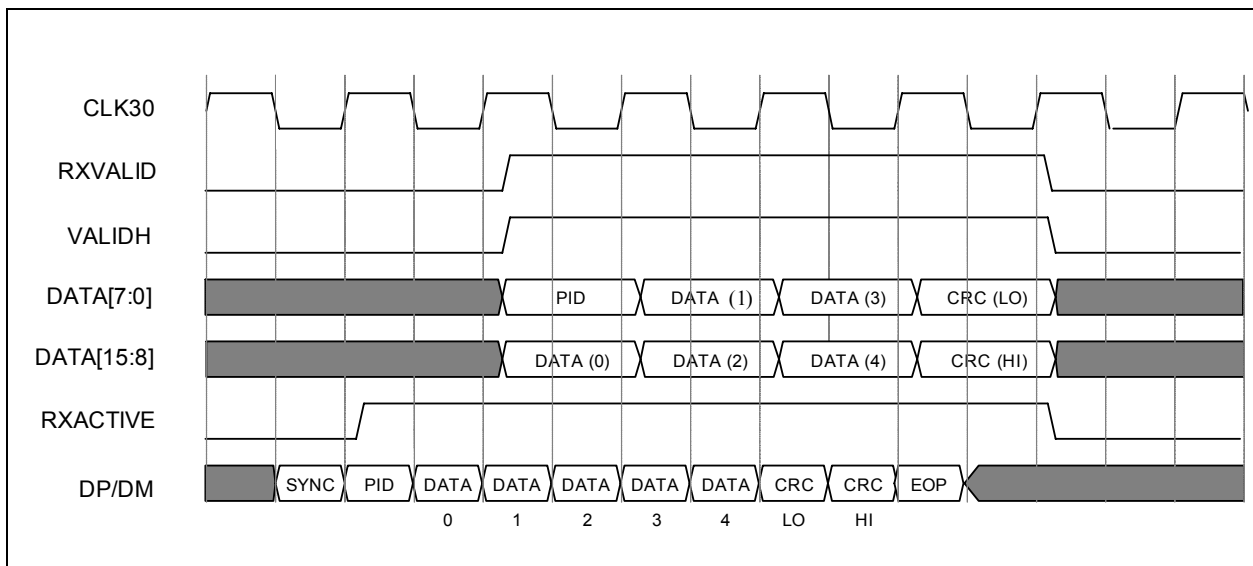 CLK30
RXVALID
VALIDH
DATA[7:0] PID DATA (1) DATA (3) CRC (LO)
DATA[15:8] DATA (0) DATA (2) DATA (4) CRC (HI)
RXACTIVE
DP/DM SYNC PID DATA DATA DATA DATA DATA CRC CRC EOP
0 1 2 3 4 LO HI